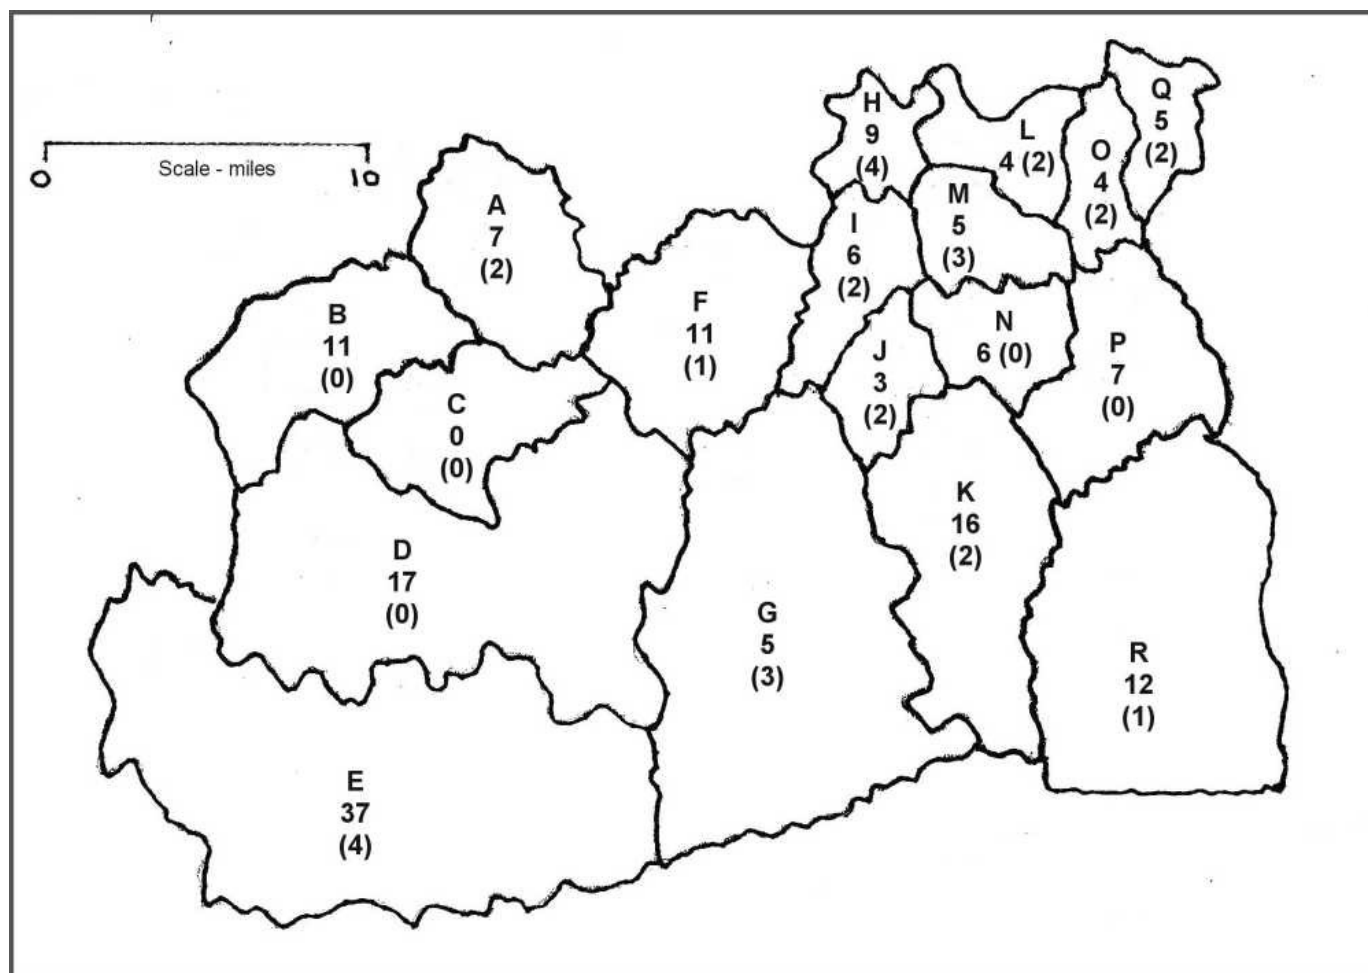 0
10
Scale - miles
A
7
(2)
B
11
(0)
C
0
(0)
D
17
(0)
E
37
(4)
F
11
(1)
G
5
(3)
H
9
(4)
I
6
(2)
J
3
(2)
K
16
(2)
L
4 (2)
M
5
(3)
N
6 (0)
O
4
(2)
P
7
(0)
Q
5
(2)
R
12
(1)